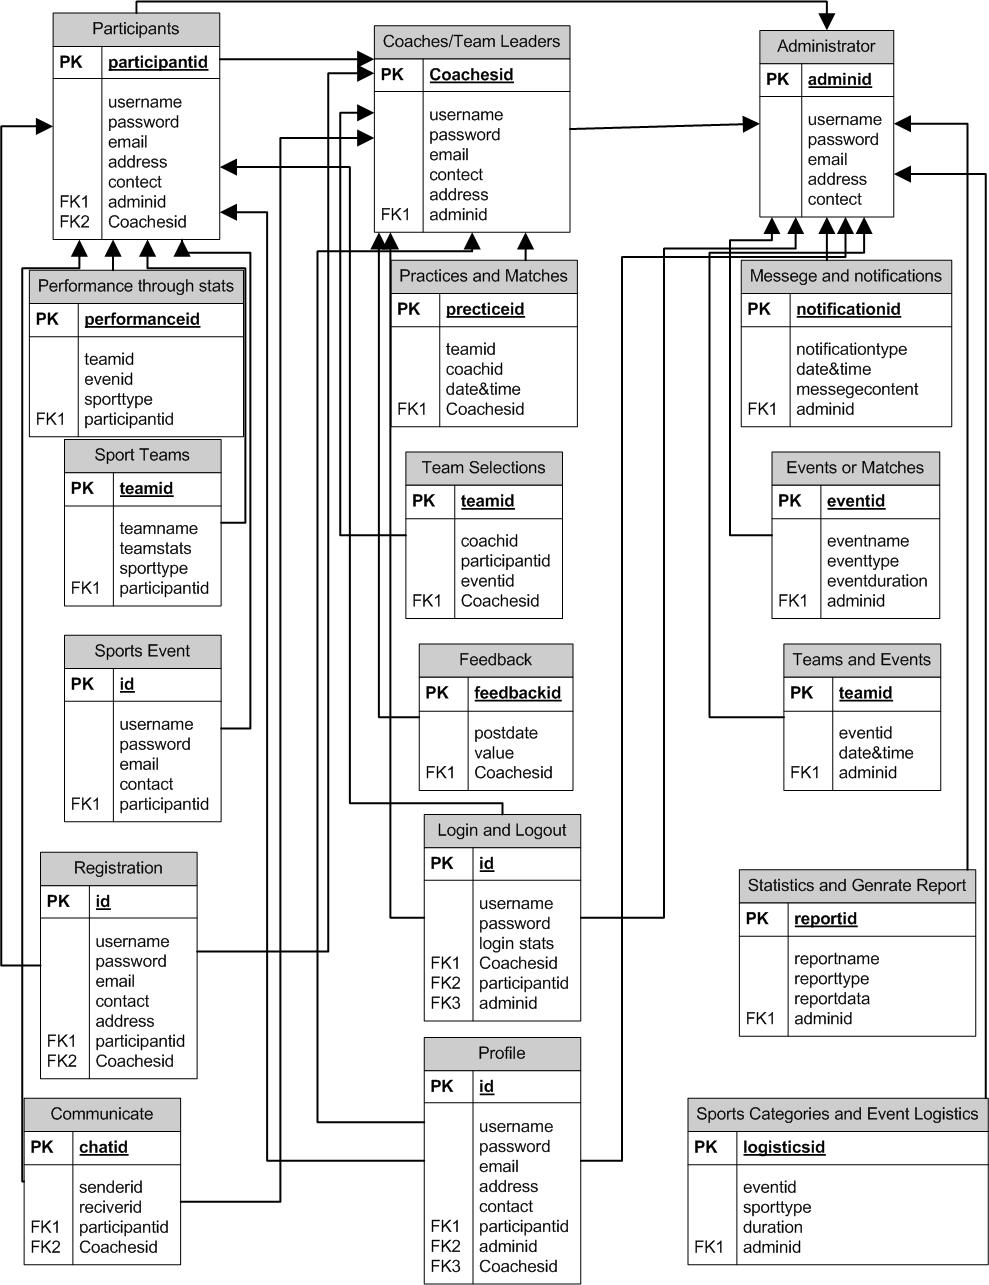 Participants
PK participantid
username
password
email
address
contect
FK1 adminid
FK2 Coachesid
Coaches/Team Leaders
PK Coachesid
username
password
email
contect
address
FK1 adminid
Administrator
PK adminid
username
password
email
address
contect
Performance through stats
PK performanceid
teamid
evenid
sporttype
FK1 participantid
Practices and Matches
PK precticeid
teamid
coachid
date&time
FK1 Coachesid
Messege and notifications
PK notificationid
notificationtype
date&time
messegecontent
FK1 adminid
Sport Teams
PK teamid
teamname
teamstats
sporttype
FK1 participantid
Team Selections
PK teamid
coachid
participantid
eventid
FK1 Coachesid
Events or Matches
PK eventid
eventname
eventtype
eventduration
FK1 adminid
Sports Event
PK id
username
password
email
contact
FK1 participantid
Feedback
PK feedbackid
postdate
value
FK1 Coachesid
Teams and Events
PK teamid
eventid
date&time
FK1 adminid
Registration
PK id
username
password
email
contact
address
FK1 participantid
FK2 Coachesid
Login and Logout
PK id
username
password
login stats
FK1 Coachesid
FK2 participantid
FK3 adminid
Statistics and Genrate Report
PK reportid
reportname
reporttype
reportdata
FK1 adminid
Communicate
PK chatid
senderid
reciverid
FK1 participantid
FK2 Coachesid
Profile
PK id
username
password
email
address
contact
FK1 participantid
FK2 adminid
FK3 Coachesid
Sports Categories and Event Logistics
PK logisticsid
eventid
sporttype
duration
FK1 adminid